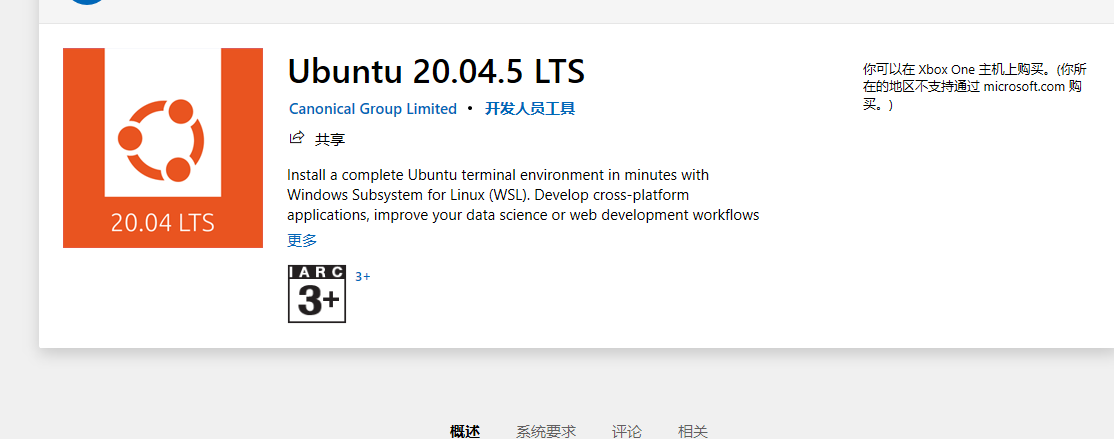 Ubuntu 20.04.5 LTS
Canonical Group Limited • 开发人员工具
共享
Install a complete Ubuntu terminal environment in minutes with
Windows Subsystem for Linux (WSL). Develop cross-platform
applications, improve your data science or web development workflows
更多
IARC
3+
3+
20.04 LTS
你可以在 Xbox One 主机上购买。(你所
在的地区不支持通过 microsoft.com 购
买。)
概述 系统要求 评论 相关